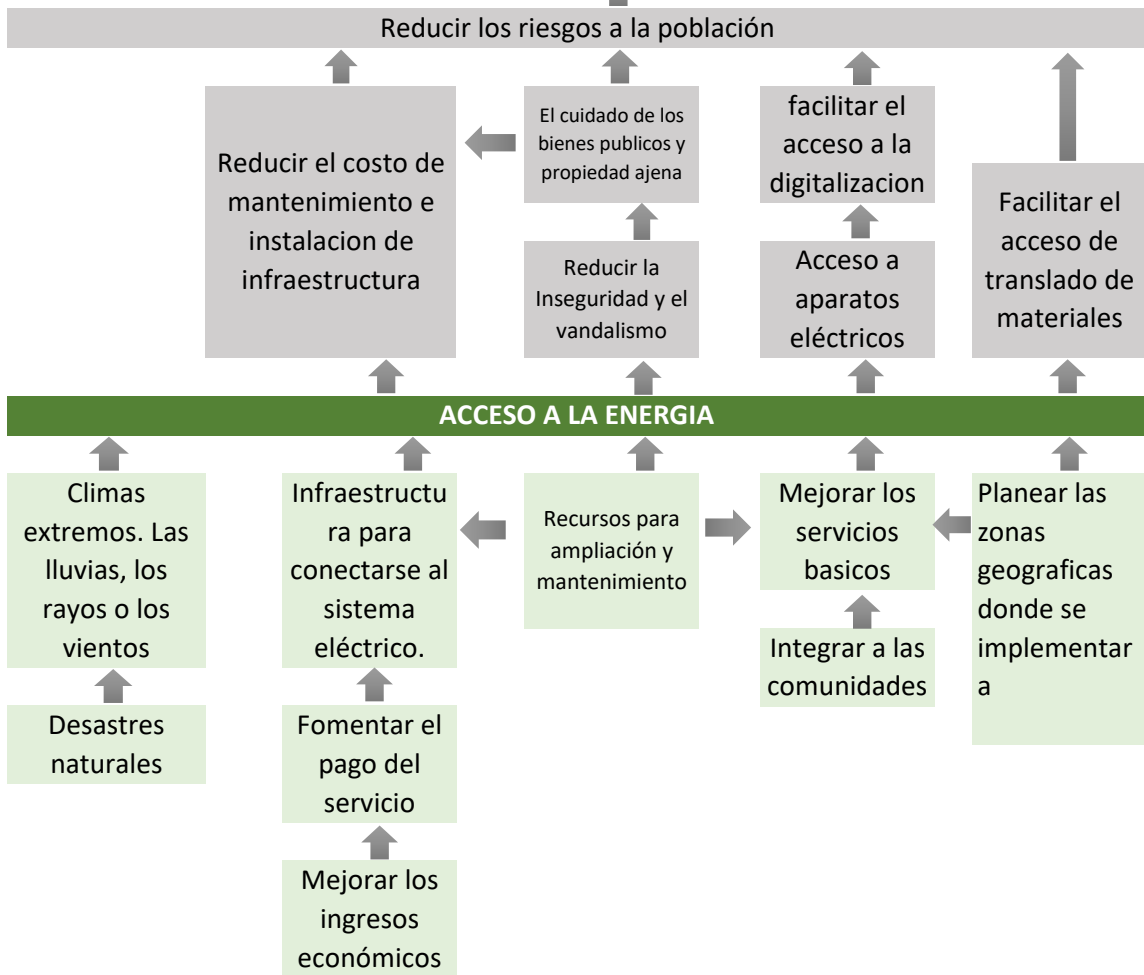 Reducir los riesgos a la población
Reducir el costo de
mantenimiento e
instalacion de
infraestructura
El cuidado de los
bienes publicos y
propiedad ajena
facilitar el
acceso a la
digitalizacion
Facilitar el
acceso de
translado de
materiales
Reducir la
Inseguridad y el
vandalismo
Acceso a
aparatos
eléctricos
ACCESO A LA ENERGIA
Climas
extremos. Las
lluvias, los
rayos o los
vientos
Infraestructu
ra para
conectarse al
sistema
eléctrico.
Recursos para
ampliación y
mantenimiento
Mejorar los
servicios
basicos
Planear las
zonas
geograficas
donde se
implementar
a
Integrar a las
comunidades
Desastres
naturales
Fomentar el
pago del
servicio
Mejorar los
ingresos
económicos